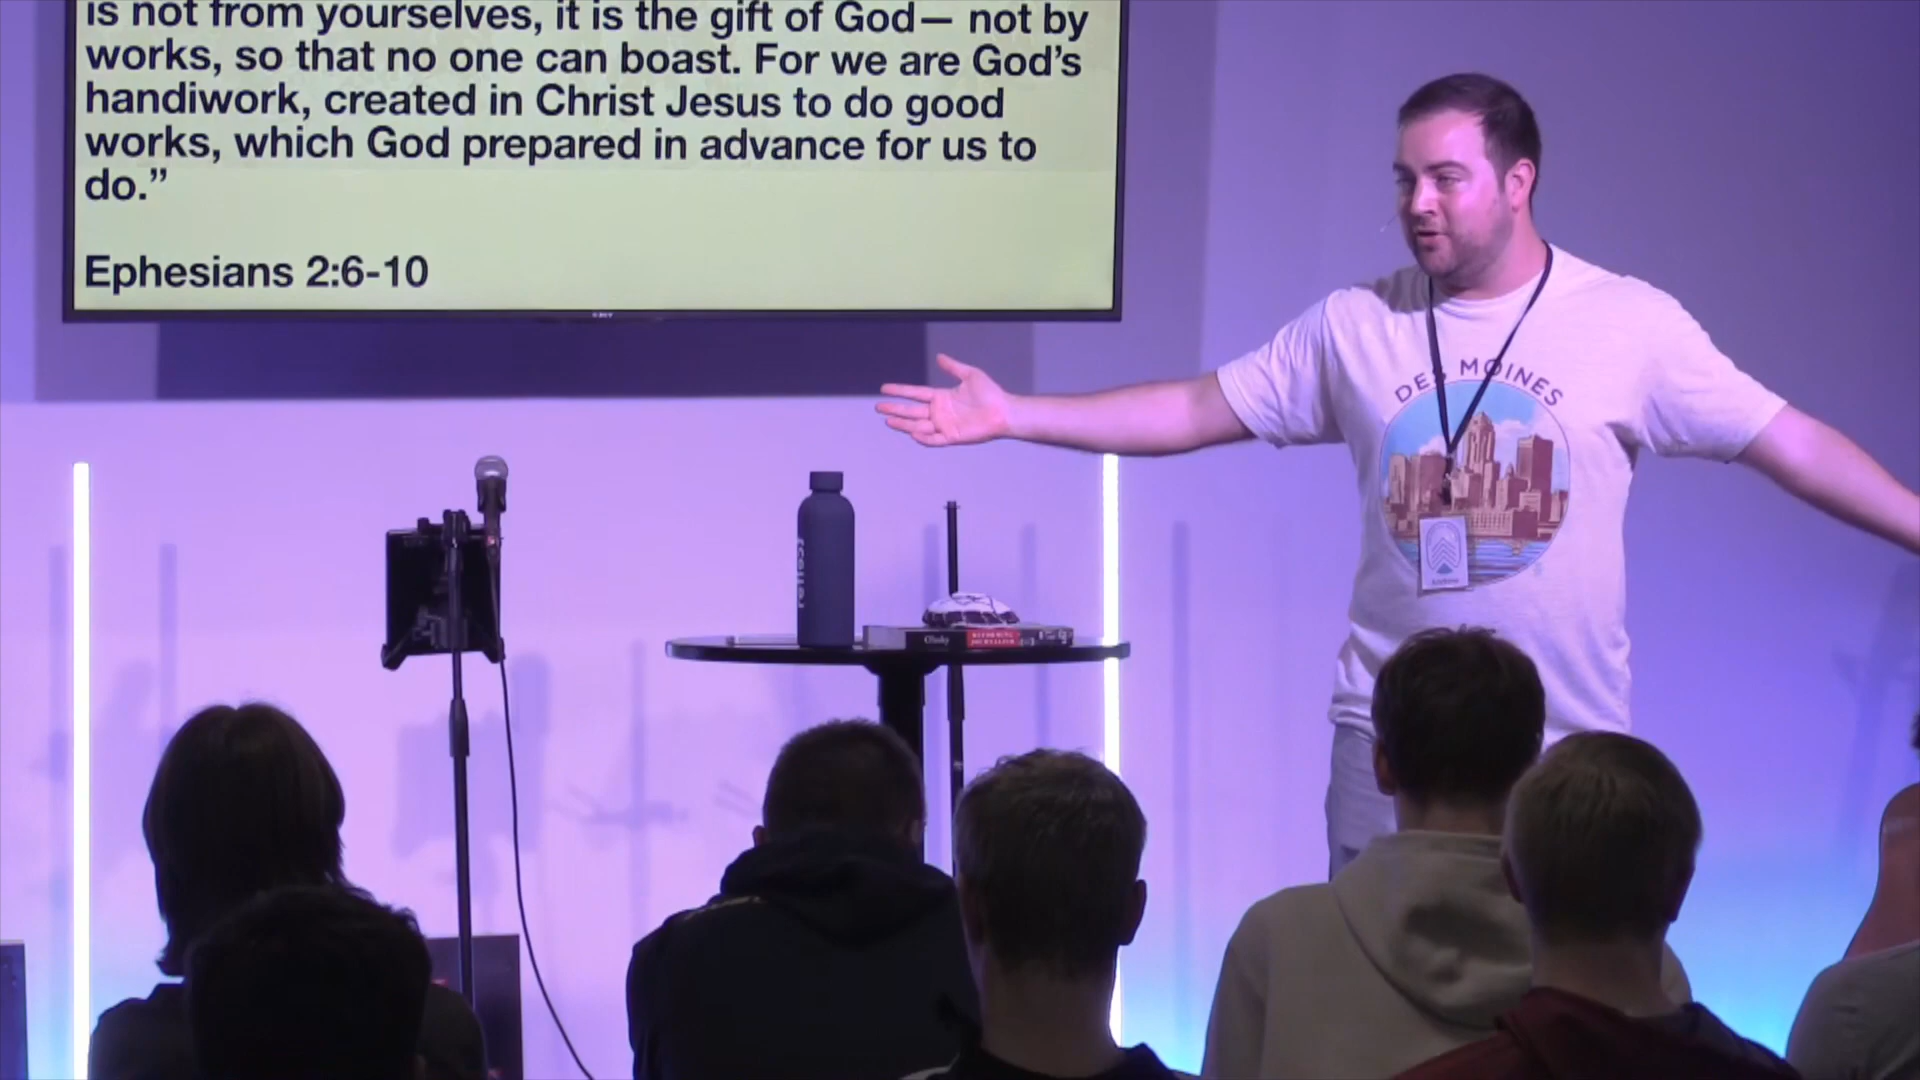 is not from yourselves, it is the gift of God— not by
works, so that no one can boast. For we are God's
handiwork, created in Christ Jesus to do good
works, which God prepared in advance for us to
do.”
Ephesians 2:6-10
DES MOINES